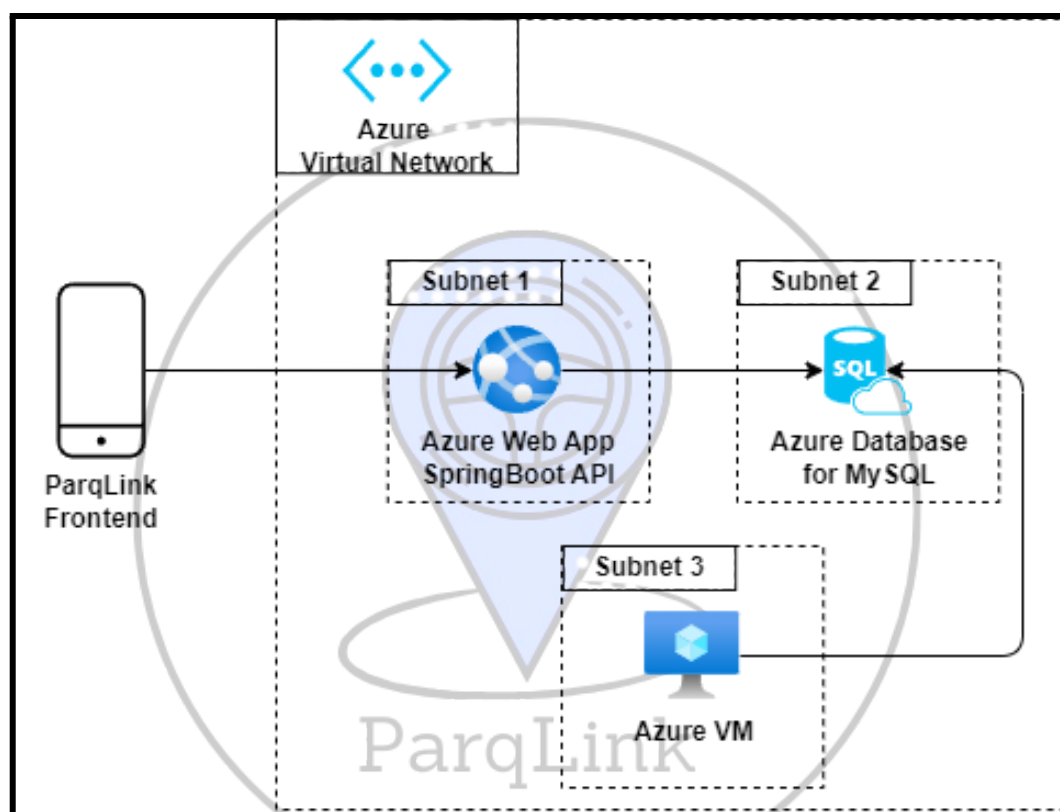 Azure
Virtual Network
Subnet 1
Subnet 2
SQL
Azure Web App
SpringBoot API
Azure Database
for MySQL
ParqLink
Frontend
Subnet 3
Azure VM
ParqLink